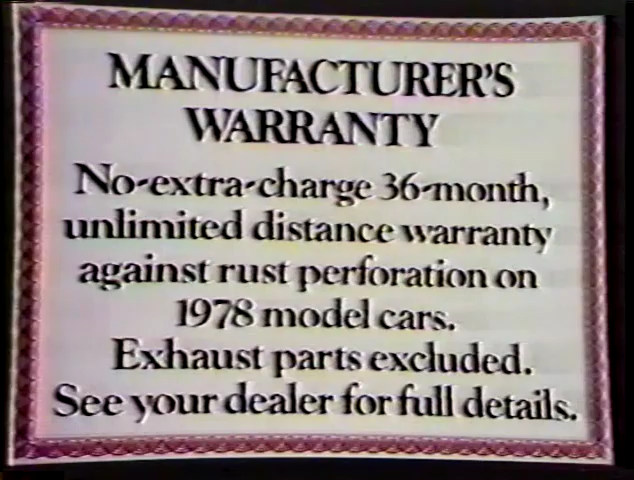 MANUFACTURER'S
WARRANTY
No-extra-charge 36-month,
unlimited distance warranty
against rust perforation on
1978 model cars.
Exhaust parts excluded.
See your dealer for full details.